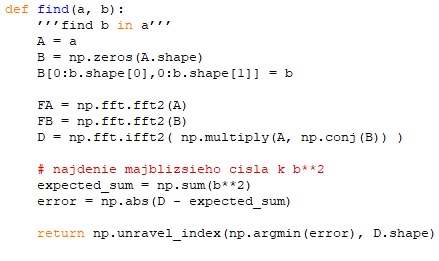 def find(a, b):
    '''find b in a'''
    A = a
    B = np.zeros(A.shape)
    B[0:b.shape[0],0:b.shape[1]] = b

    FA = np.fft.fft2(A)
    FB = np.fft.fft2(B)
    D = np.fft.ifft2( np.multiply(A, np.conj(B)) )

    # najdenie majblizsieho cisla k b**2
    expected_sum = np.sum(b**2)
    error = np.abs(D - expected_sum)

    return np.unravel_index(np.argmin(error), D.shape)